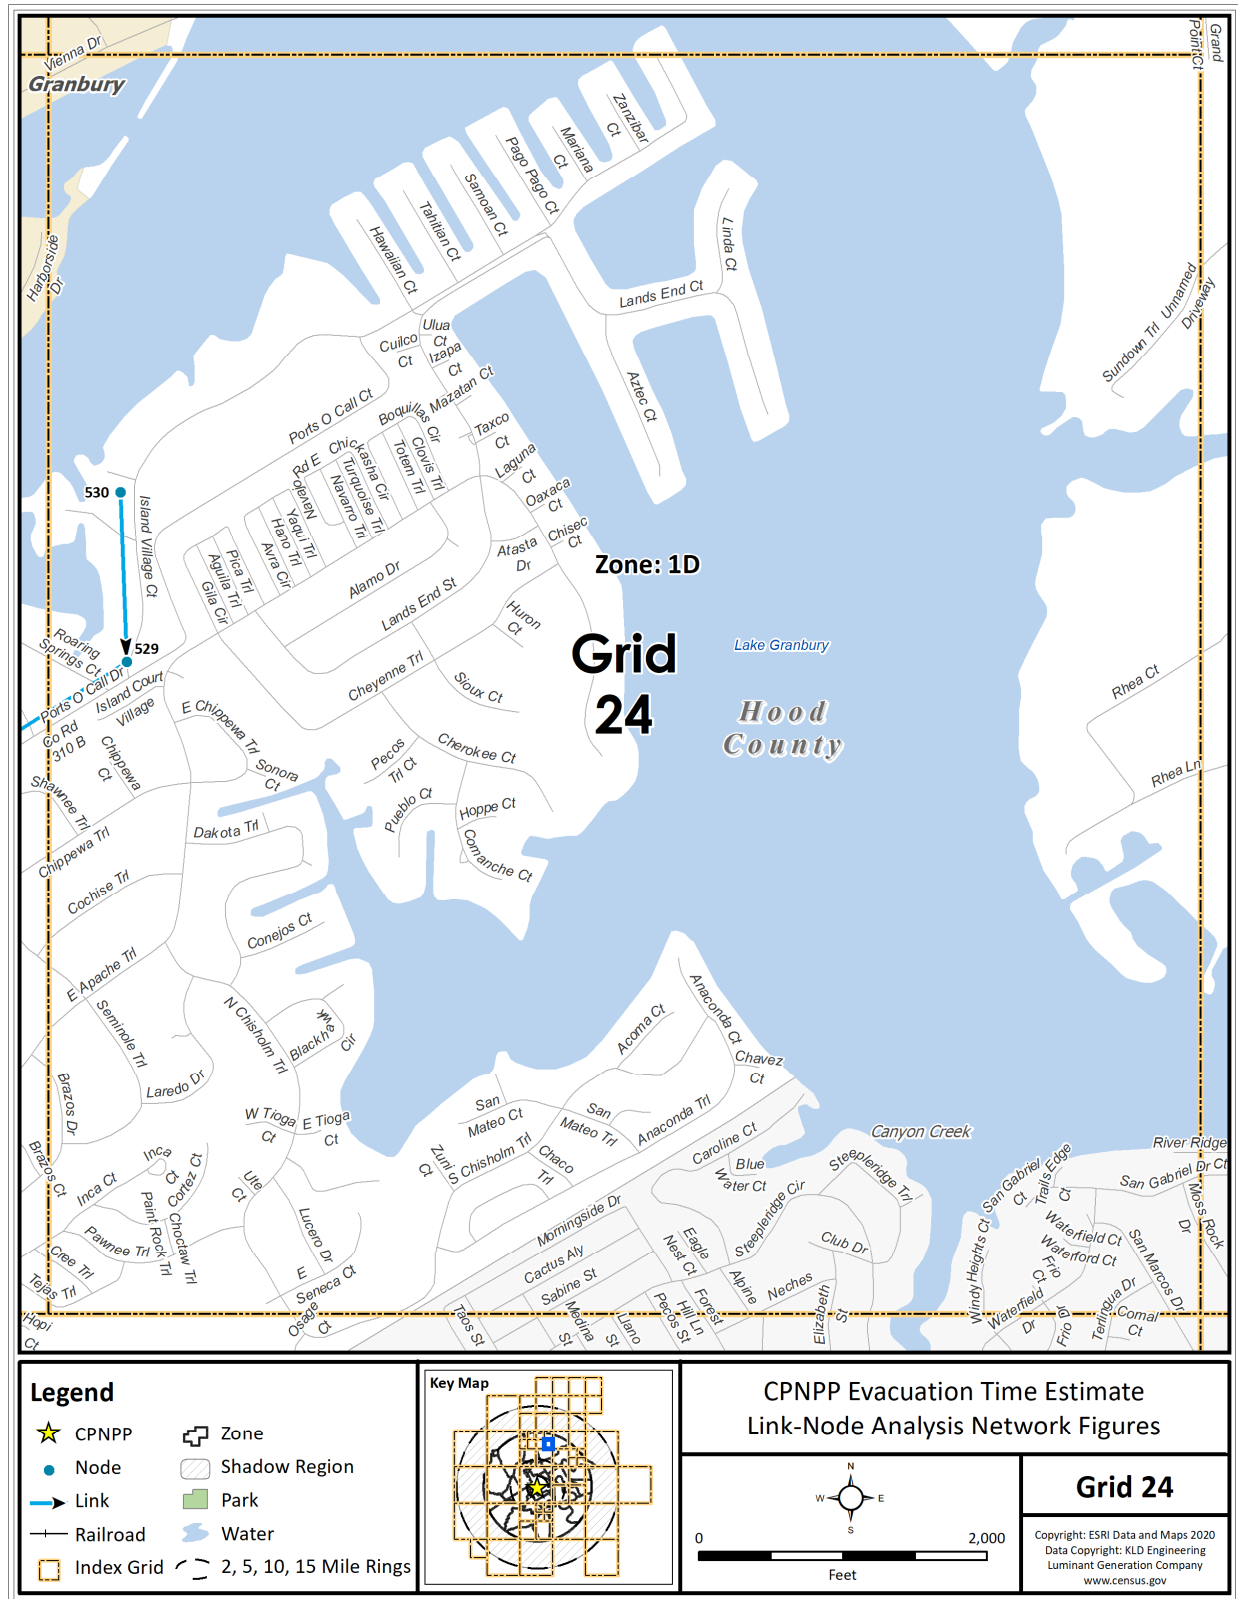 Vienna Dr
Granbury
Grand
Point Ct
Harborside
Dr
Zanzibar
Ct
Mariana
Ct
Pago Pago Ct
Samoan Ct
Tahitian Ct
Hawaiian Ct
Linda Ct
Lands End Ct
Aztec Ct
Unnamed
Driveway
Sundown Trl
Ulua
Ct
Cuilco
Ct
Izapa
Ct
Mazatan Ct
Ports O Call Ct
Boquillas Cir
Taxco
Ct
Laguna
Ct
Oaxaca
Ct
Chisec
Ct
Atasta
Dr
Rd E
Chickasha Cir
Clovis Trl
Totem Trl
Turquoise Trl
Navarro Trl
Navejo
Yaqui Trl
Hano Trl
Avra Cir
Pica Trl
Aguila Trl
Gila Cir
530
Island Village Ct
529
Zone: 1D
Alamo Dr
Lands End St
Huron
Ct
Grid
24
Lake Granbury
Hood
County
Roaring
Springs Ct
Ports O Call Dr
Island Court
Village
Co Rd
310 B
Cheyenne Trl
Sioux Ct
Rhea Ct
Rhea Ln
E Chippewa Trl
Chippewa
Ct
Sonora
Ct
Pecos
Trl Ct
Cherokee Ct
Pueblo Ct
Hoppe Ct
Comanche Ct
Shawnee Trl
Chippewa Trl
Dakota Trl
Cochise Trl
Conejos Ct
E Apache Trl
Seminole Trl
N Chisholm Trl
Blackhawk
Cir
Laredo Dr
Brazos Dr
Brazos Ct
W Tioga
Ct
E Tioga
Ct
Acoma Ct
Anaconda Ct
Chavez
Ct
San
Mateo Ct
San
Mateo Trl
Anaconda Trl
Zuni
Ct
S Chisholm Trl
Chaco
Trl
Caroline Ct
Canyon Creek
Blue
Water Ct
Steepleridge Trl
Steepleridge Cir
River Ridge
Ct
San Gabriel Dr
San Gabriel
Ct
Trails Edge
Ct
Moss Rock
Dr
Inca
Ct
Inca Ct
Cortez Ct
Ute
Ct
Paint Rock Trl
Choctaw Trl
Lucero Dr
Pawnee Trl
Cree Trl
Tejas Trl
Hopi
Ct
E
Seneca Ct
Osage
Ct
Morningside Dr
Cactus Aly
Sabine St
Eagle
Nest Ct
Club Dr
Alpine
Neches
Forest
Hill Ln
Pecos St
Llano
St
Medina
St
Taos St
Elizabeth
St
Windy Heights Ct
Waterfield Ct
Waterford Ct
Frio
Ct
Waterfield
Dr
Frio
Ct
Terlingua Dr
San Marcos Dr
Comal
Ct
Legend
CPNPP
Node
Link
Railroad
Index Grid
Zone
Shadow Region
Park
Water
2, 5, 10, 15 Mile Rings
Key Map
CPNPP Evacuation Time Estimate
Link-Node Analysis Network Figures
N
W
E
S
0
2,000
Feet
Grid 24
Copyright: ESRI Data and Maps 2020
Data Copyright: KLD Engineering
Luminant Generation Company
www.census.gov